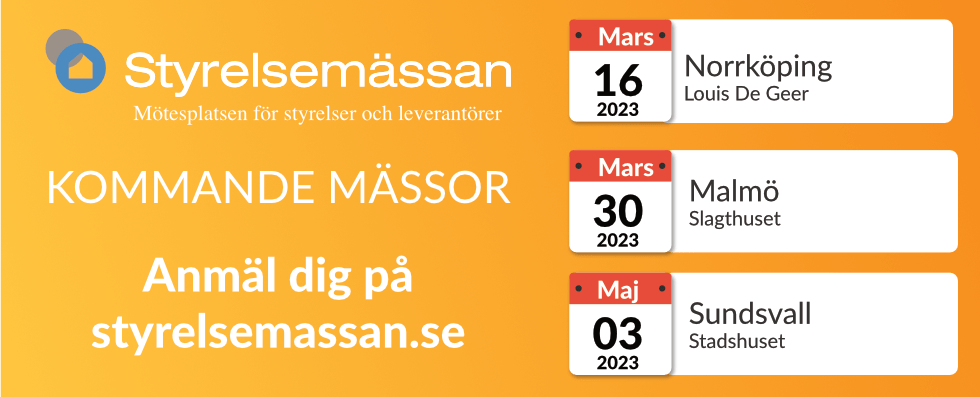 Styrelsemässan
Mötesplatsen för styrelser och leverantörer
KOMMANDE MÄSSOR
Anmäl dig på
styrelsemassan.se
Mars
16
2023
Norrköping
Louis De Geer
Mars
30
2023
Malmö
Slagthuset
Maj
03
2023
Sundsvall
Stadshuset